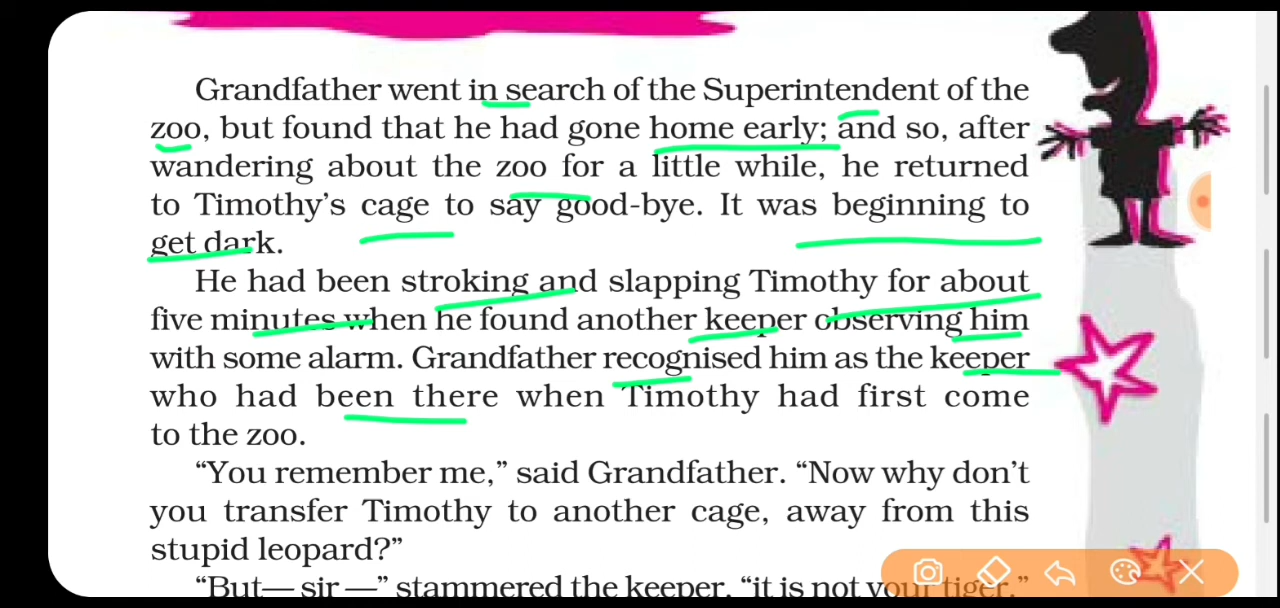 Grandfather went in search of the Superintendent of the
zoo, but found that he had gone home early; and so, after
wandering about the zoo for a little while, he returned
to Timothy's cage to say good-bye. It was beginning to
get dark.
He had been stroking and slapping Timothy for about
five minutes when he found another keeper observing him
with some alarm. Grandfather recognised him as the keeper
who had been there when Timothy had first come
to the zoo.
“You remember me,” said Grandfather. “Now why don't
you transfer Timothy to another cage, away from this
stupid leopard?”
“But— sir —” stammered the keeper, “it is not your tiger.”